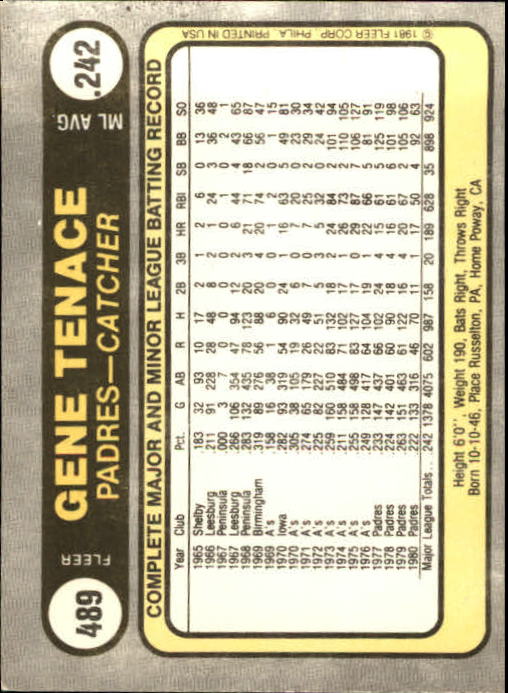 489 FLEER
GENE TENACE ML AVG. .242
PADRES—CATCHER
COMPLETE MAJOR AND MINOR LEAGUE BATTING RECORD
Year Club Pct. G AB R H 2B 3B HR RBI SB BB SO
1965 Shelby .183 32 93 10 17 2 1 1 6 0 13 36
1966 Leesburg .211 91 228 28 48 8 2 2 24 3 36 48
1967 Peninsula .000 3 7 0 0 0 0 0 1 0 2 1
1967 Leesburg .266 106 354 47 94 12 0 6 44 4 43 65
1968 Peninsula .283 132 435 78 123 20 2 21 71 18 66 87
1969 Birmingham .319 89 276 56 88 20 4 20 74 2 56 47
1969 A's .158 16 38 1 6 0 0 1 2 0 1 15
1970 Iowa .282 93 319 54 90 24 16 63 0 49 81
1970 A's .305 38 105 19 32 6 7 20 0 23 30
1971 A's .274 65 179 26 49 7 7 25 2 29 34
1972 A's .225 82 227 22 51 5 5 32 0 24 42
1973 A's .259 160 510 83 132 18 2 24 84 2 101 94
1974 A's .211 158 484 71 102 17 1 26 73 2 110 105
1975 A's .255 158 498 83 127 17 0 29 87 7 106 127
1976 A's .249 128 417 64 104 19 1 22 66 5 81 91
1977 Padres .233 147 437 66 102 24 4 15 61 5 125 119
1978 Padres .224 142 401 60 90 18 4 16 61 6 101 98
1979 Padres .263 151 463 61 122 16 4 20 67 2 105 106
1980 Padres .222 133 316 46 70 11 1 17 50 4 92 63
Major League Totals .. .242 1378 4075 602 987 158 20 189 628 35 898 924
Height 6'0", Weight 190, Bats Right, Throws Right
Born 10-10-46, Place Russelton, PA, Home Poway, CA
© 1981 FLEER CORP., PHILA. PRINTED IN USA